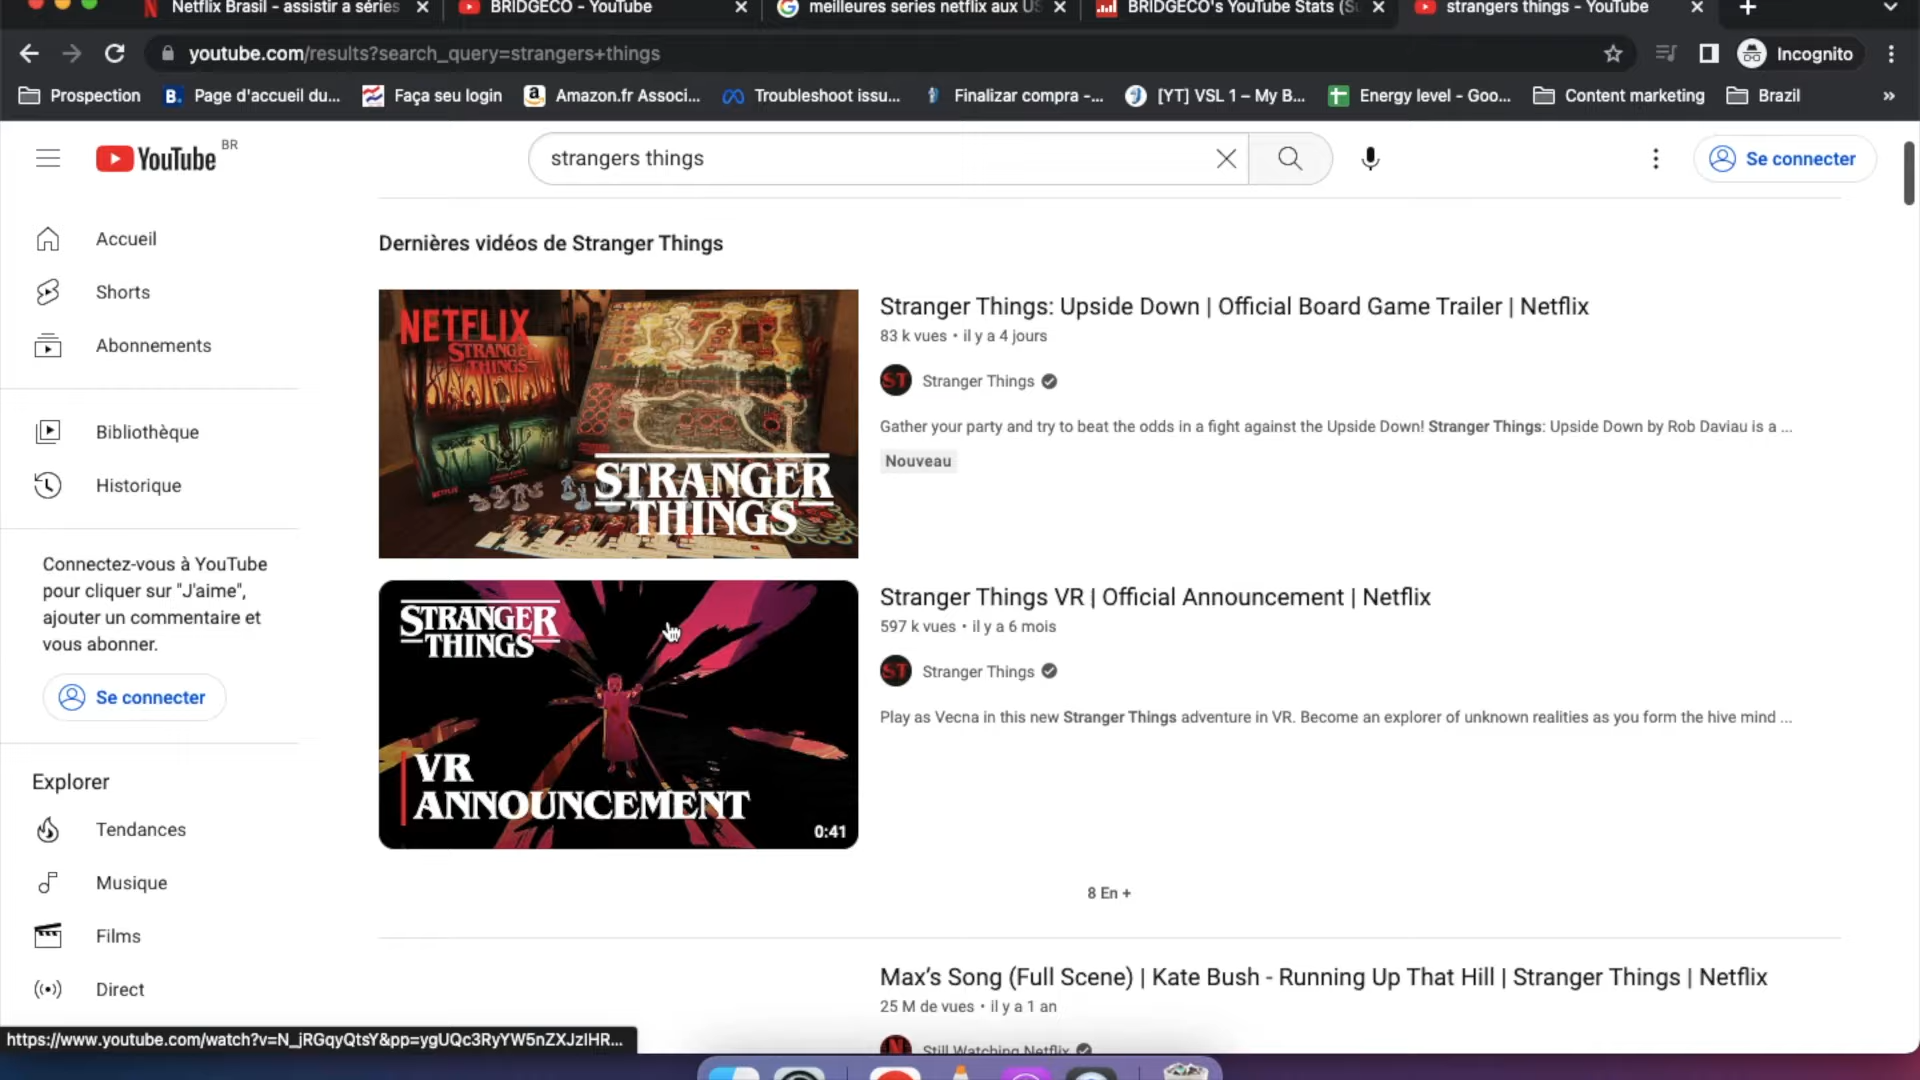 Netflix Brasil - assistir a séries
BRIDGECO - YouTube
meilleures series netflix aux US
BRIDGECO's YouTube Stats (Su
strangers things - YouTube
youtube.com/results?search_query=strangers+things
Incognito
Prospection
Page d'accueil du...
Faça seu login
Amazon.fr Associ...
Troubleshoot issu...
Finalizar compra -...
[YT] VSL 1 – My B...
Energy level - Goo...
Content marketing
Brazil
»
YouTube BR
strangers things
Se connecter
Accueil
Shorts
Abonnements
Bibliothèque
Historique
Connectez-vous à YouTube
pour cliquer sur "J'aime",
ajouter un commentaire et
vous abonner.
Se connecter
Explorer
Tendances
Musique
Films
Direct
Dernières vidéos de Stranger Things
NETFLIX
STRANGER
THINGS
STRANGER
THINGS
Stranger Things: Upside Down | Official Board Game Trailer | Netflix
83 k vues • il y a 4 jours
ST Stranger Things
Gather your party and try to beat the odds in a fight against the Upside Down! Stranger Things: Upside Down by Rob Daviau is a ...
Nouveau
STRANGER
THINGS
VR
ANNOUNCEMENT
0:41
Stranger Things VR | Official Announcement | Netflix
597 k vues • il y a 6 mois
ST Stranger Things
Play as Vecna in this new Stranger Things adventure in VR. Become an explorer of unknown realities as you form the hive mind ...
8 En +
Max's Song (Full Scene) | Kate Bush - Running Up That Hill | Stranger Things | Netflix
25 M de vues • il y a 1 an
Still Watching Netflix
https://www.youtube.com/watch?v=N_jRGqyQtsY&pp=ygUQc3RyYW5nZXJzIHR...